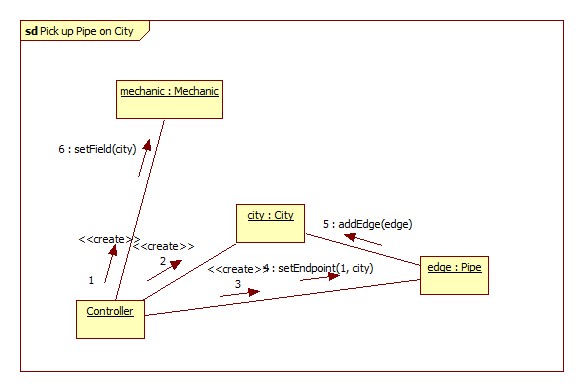 sd Pick up Pipe on City
mechanic : Mechanic
6 : setField(city)
city : City
5 : addEdge(edge)
<<create>>
1
<<create>>
2
<<create>>
3
4 : setEndpoint(1, city)
edge : Pipe
Controller